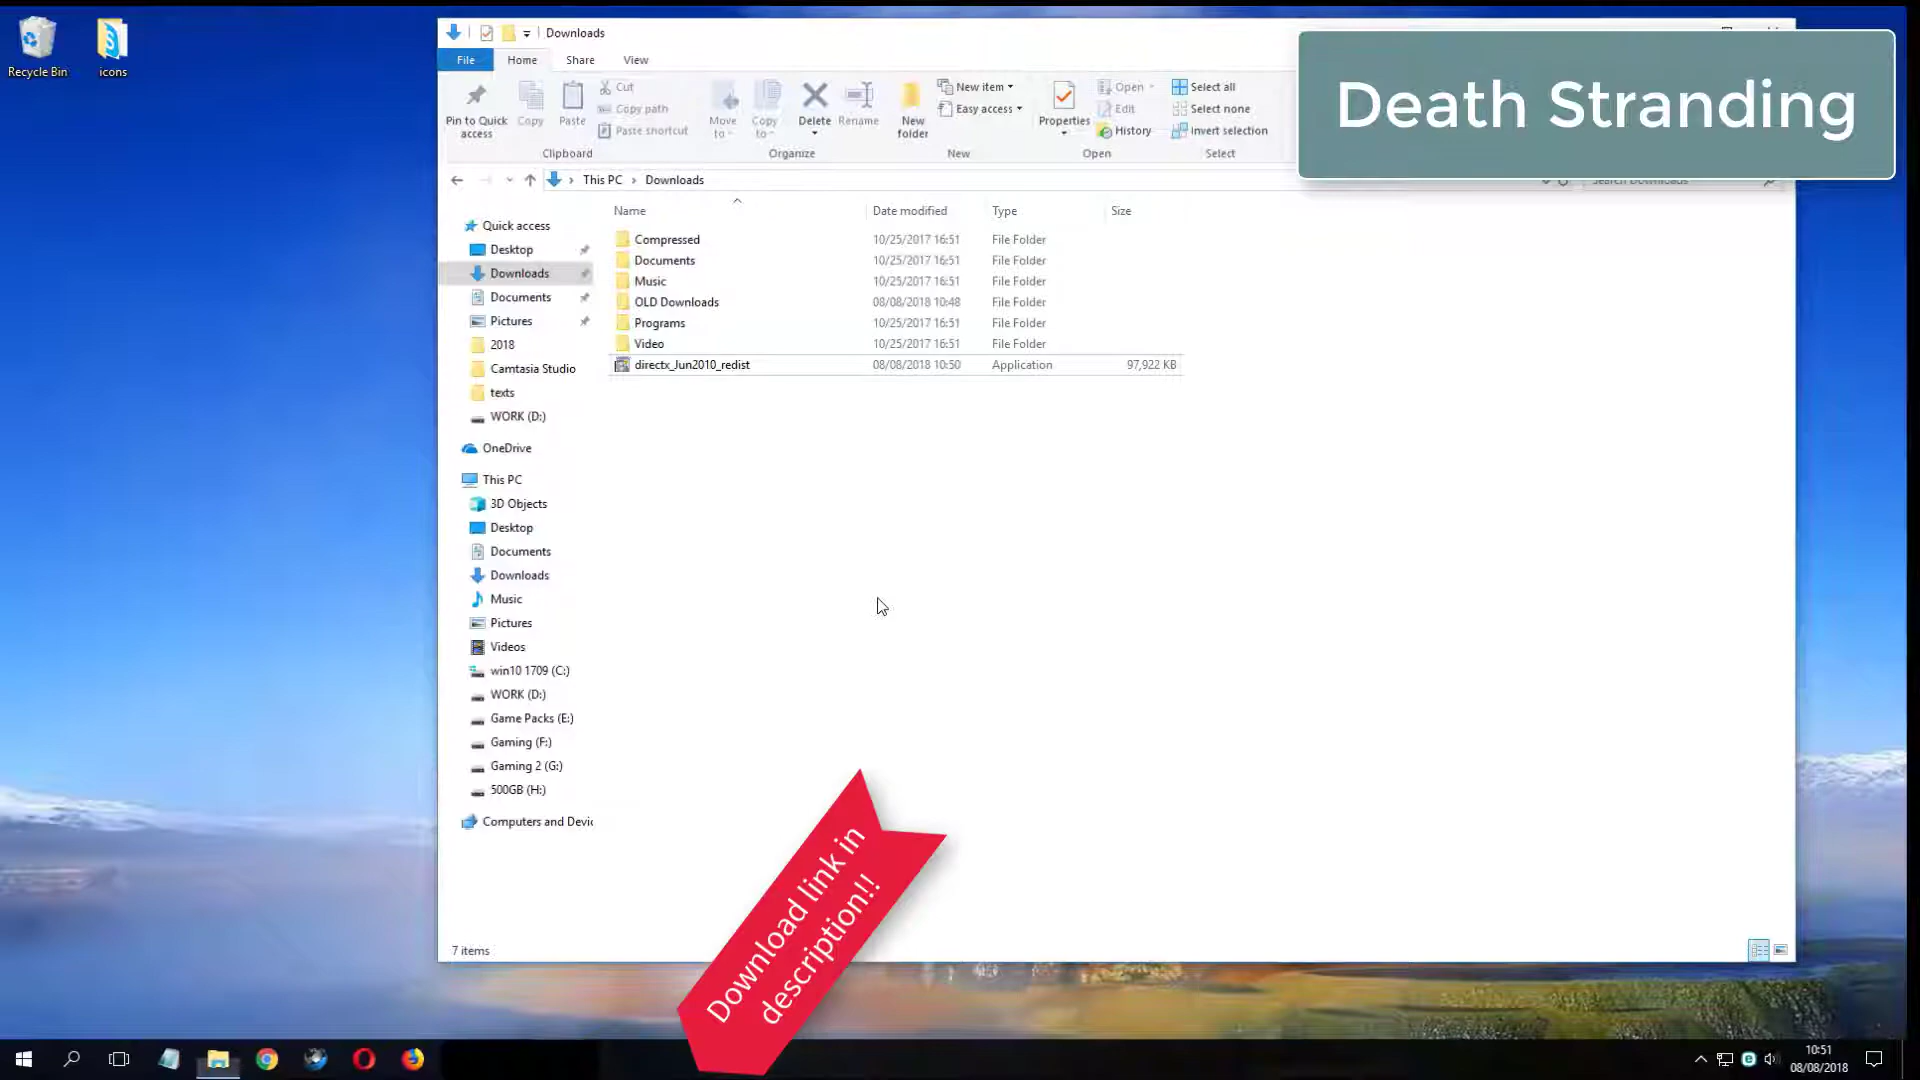 Recycle Bin
icons
Downloads
File
Home
Share
View
Pin to Quick access
Copy
Paste
Cut
Copy path
Paste shortcut
Clipboard
Move to
Copy to
Delete
Rename
Organize
New folder
New item
Easy access
New
Properties
Open
Edit
History
Open
Select all
Select none
Invert selection
Select
Death Stranding
This PC
Downloads
Search Downloads
Name
Date modified
Type
Size
Compressed 10/25/2017 16:51 File Folder
Documents 10/25/2017 16:51 File Folder
Music 10/25/2017 16:51 File Folder
OLD Downloads 08/08/2018 10:48 File Folder
Programs 10/25/2017 16:51 File Folder
Video 10/25/2017 16:51 File Folder
directx_Jun2010_redist 08/08/2018 10:50 Application 97,922 KB
Quick access
Desktop
Downloads
Documents
Pictures
2018
Camtasia Studio
texts
WORK (D:)
OneDrive
This PC
3D Objects
Desktop
Documents
Downloads
Music
Pictures
Videos
win10 1709 (C:)
WORK (D:)
Game Packs (E:)
Gaming (F:)
Gaming 2 (G:)
500GB (H:)
Computers and Devic
7 items
Download link in
description!!
10:51
08/08/2018